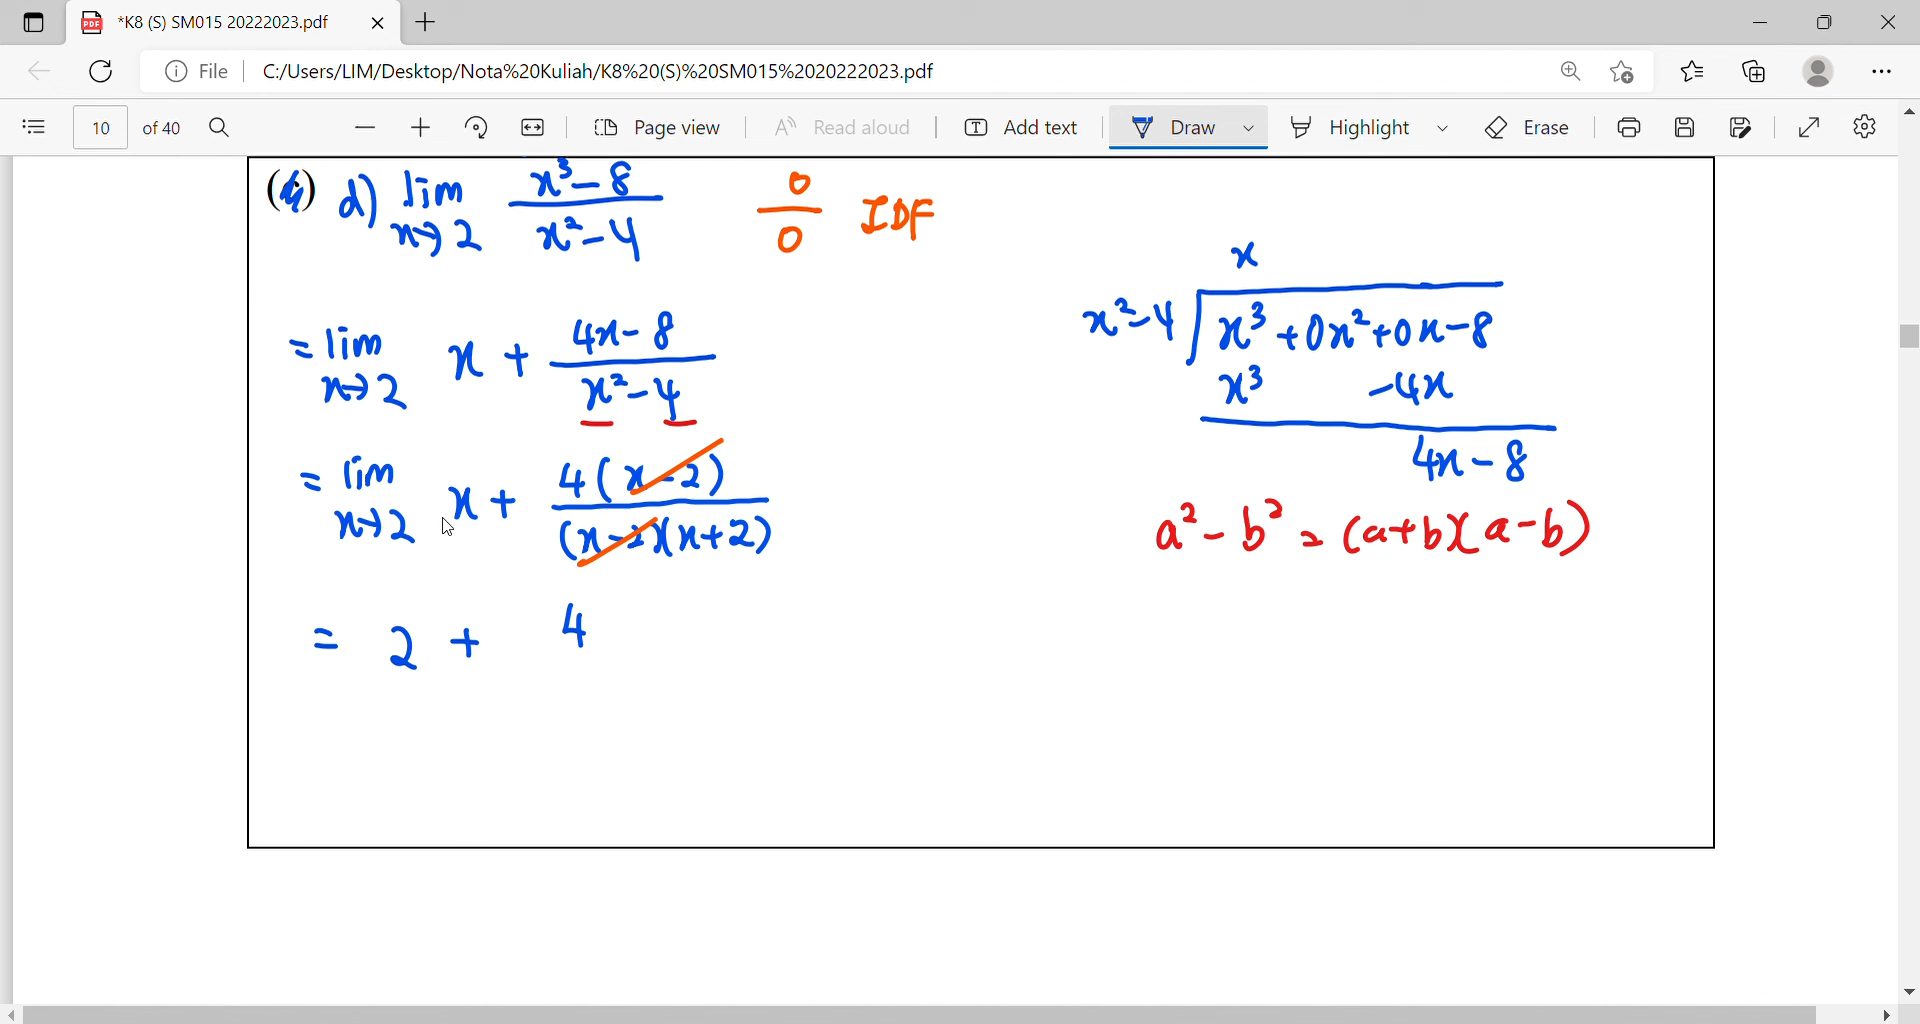 *K8 (S) SM015 20222023.pdf
File C:/Users/LIM/Desktop/Nota%20Kuliah/K8%20(S)%20SM015%2020222023.pdf
10 of 40 Page view Read aloud Add text Draw Highlight Erase
d) lim x→2 x³-8 / x²-4 0/0 IDF
x
x²-4 x³+0x²+0x-8
x³ -4x
4x-8
= lim x→2 x + 4x-8 / x²-4
= lim x→2 x + 4(x-2) / (x-2)(x+2)
a²-b² = (a+b)(a-b)
= 2 + 4